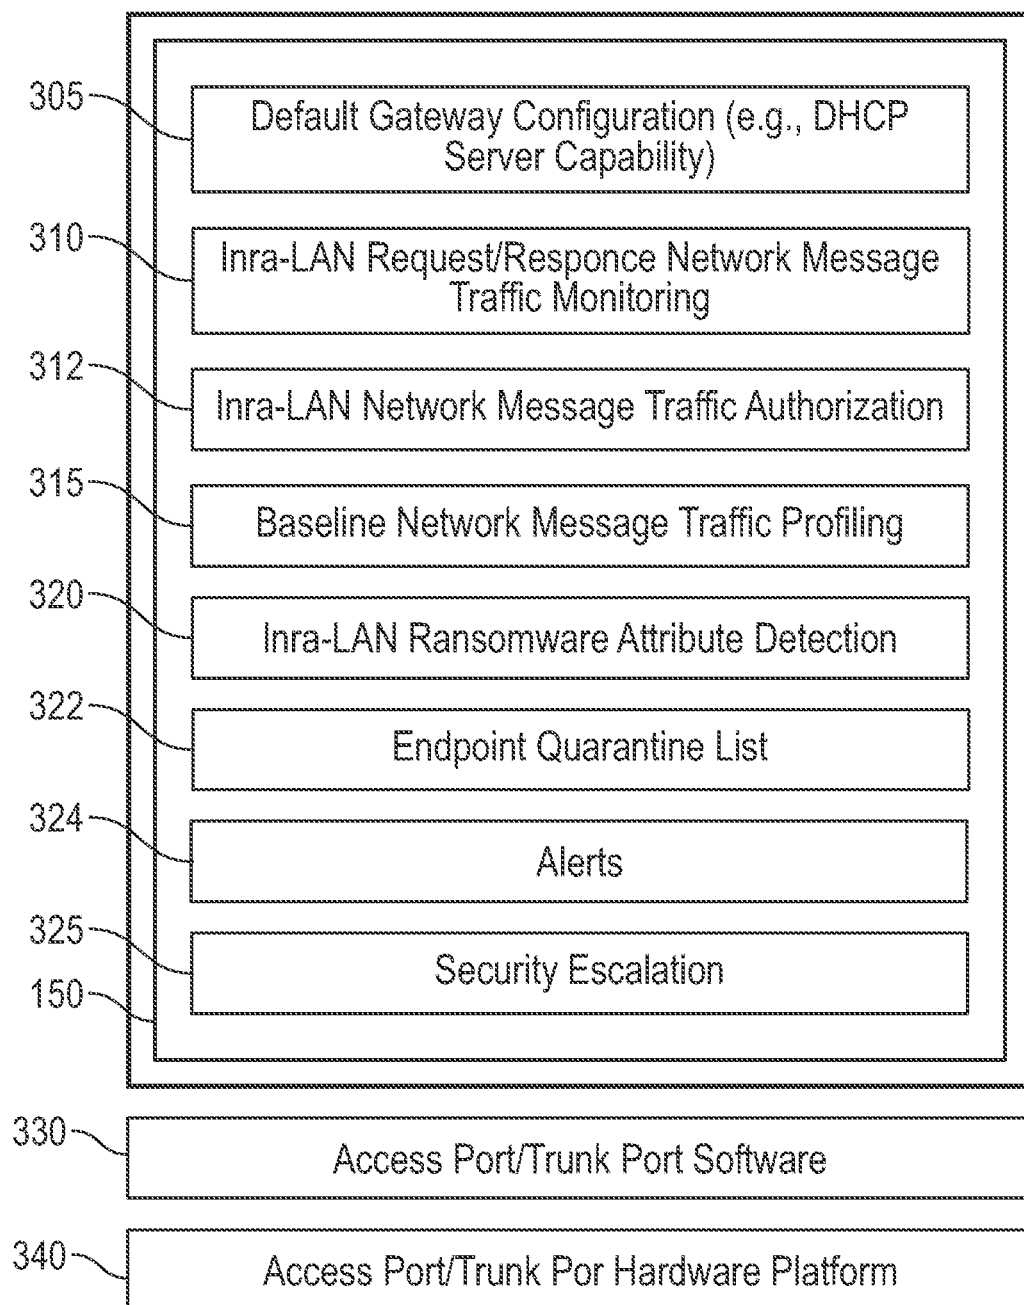 305
Default Gateway Configuration (e.g., DHCP
Server Capability)
310
Inra-LAN Request/Responce Network Message
Traffic Monitoring
312
Inra-LAN Network Message Traffic Authorization
315
Baseline Network Message Traffic Profiling
320
Inra-LAN Ransomware Attribute Detection
322
Endpoint Quarantine List
324
Alerts
325
Security Escalation
150
330
Access Port/Trunk Port Software
340
Access Port/Trunk Por Hardware Platform